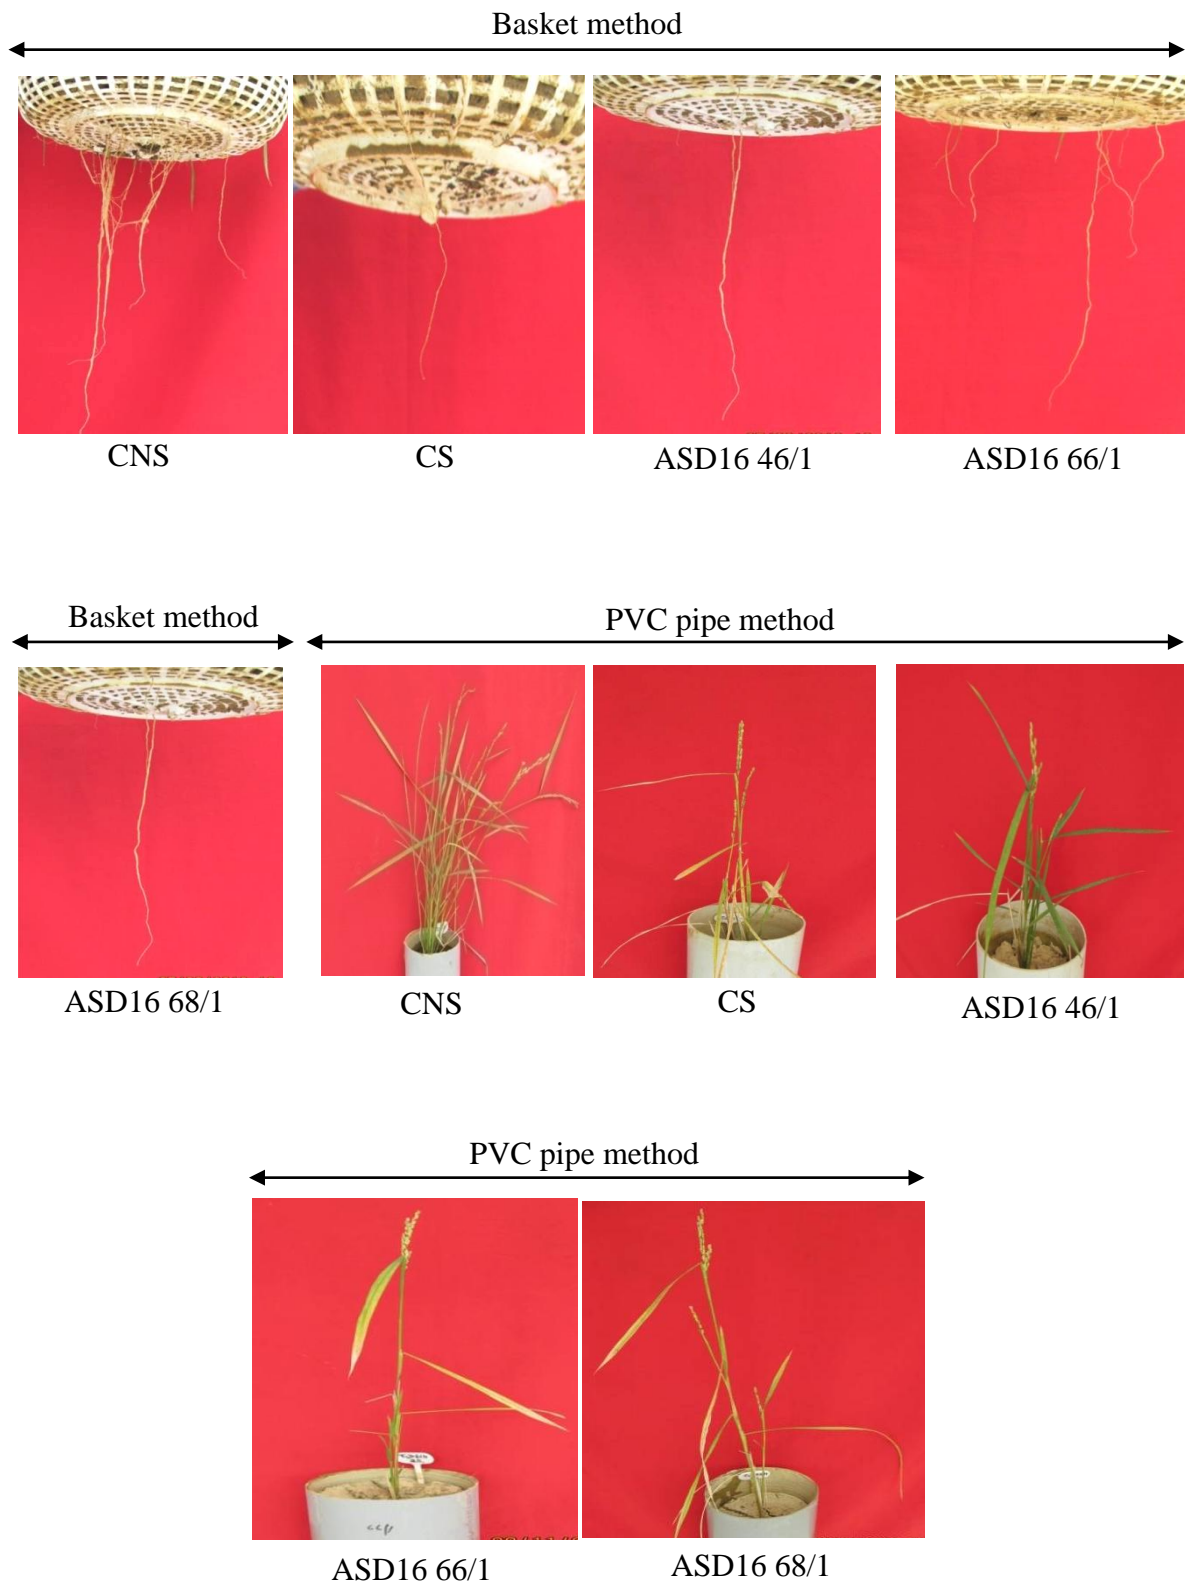 Basket method
CNS
CS
ASD16 46/1
ASD16 66/1
Basket method
PVC pipe method
ASD16 68/1
CNS
CS
ASD16 46/1
PVC pipe method
ASD16 66/1
ASD16 68/1